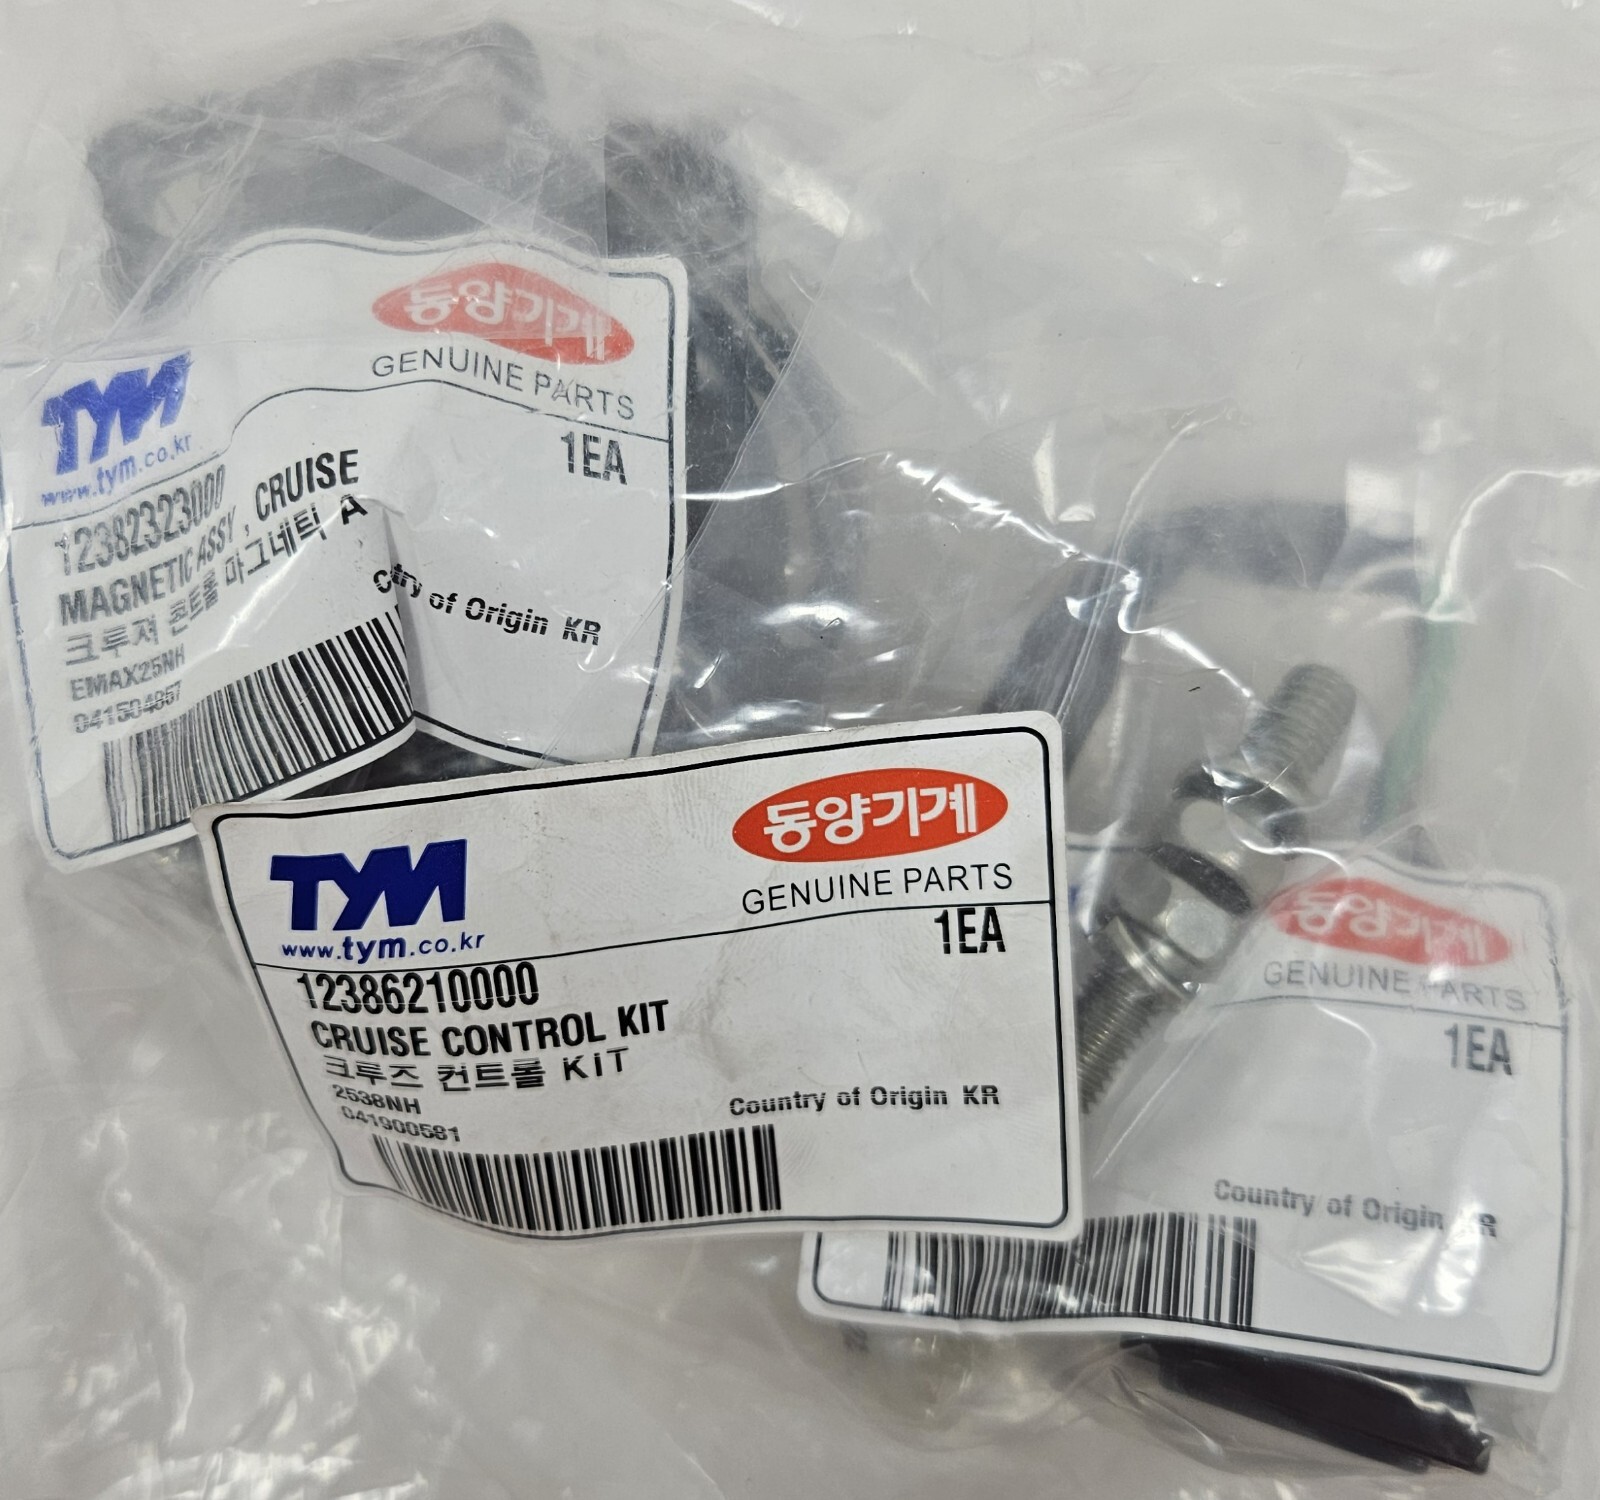 동양기계
GENUINE PARTS
TYM
www.tym.co.kr
1EA
12382323000
MAGNETIC ASSY, CRUISE
크루져 콘트롤 마그네틱 A
EMAX25NH
Country of Origin KR
TYM
www.tym.co.kr
동양기계
GENUINE PARTS
1EA
12386210000
CRUISE CONTROL KIT
크루즈 컨트롤 KIT
2538NH
041900581
Country of Origin KR
동양기계
GENUINE PARTS
1EA
Country of Origin KR